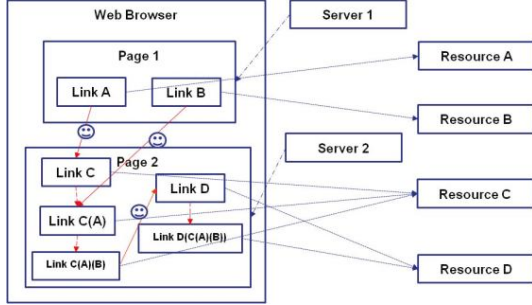 Web Browser
Server 1
Page 1
Resource A
Link A
Link B
Resource B
Server 2
Page 2
Link C
Link D
Resource C
Link C(A)
Link D(C(A)(B))
Link C(A)(B)
Resource D